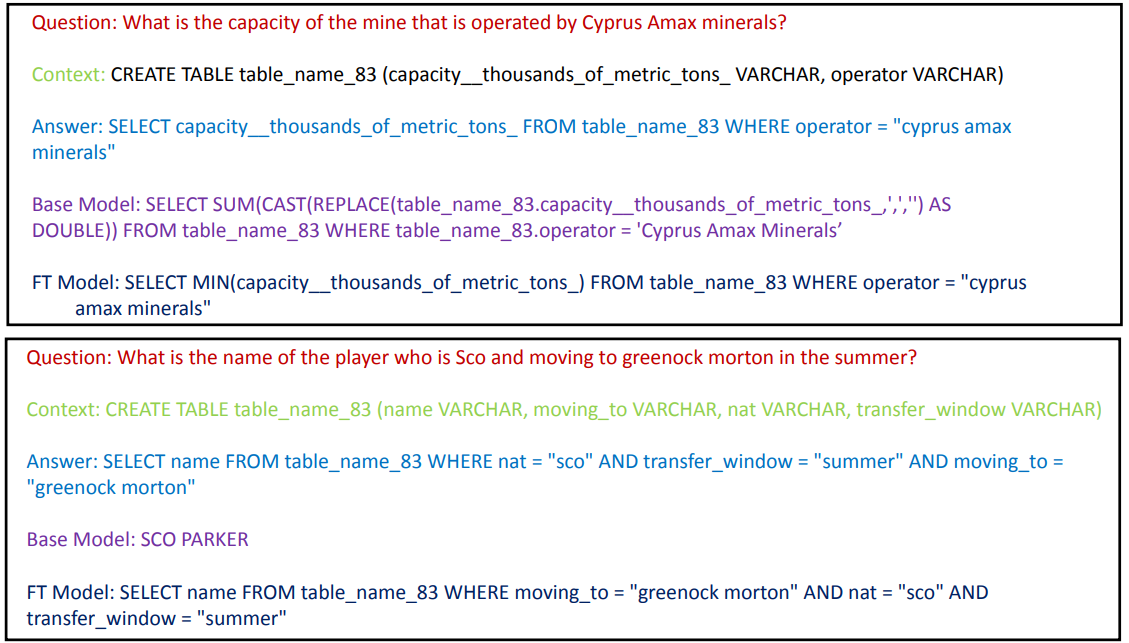 Question: What is the capacity of the mine that is operated by Cyprus Amax minerals?
Context: CREATE TABLE table_name_83 (capacity__thousands_of_metric_tons_ VARCHAR, operator VARCHAR)
Answer: SELECT capacity__thousands_of_metric_tons_ FROM table_name_83 WHERE operator = "cyprus amax
minerals"
Base Model: SELECT SUM(CAST(REPLACE(table_name_83.capacity__thousands_of_metric_tons_,',','') AS
DOUBLE)) FROM table_name_83 WHERE table_name_83.operator = 'Cyprus Amax Minerals’
FT Model: SELECT MIN(capacity__thousands_of_metric_tons_) FROM table_name_83 WHERE operator = "cyprus
amax minerals"
Question: What is the name of the player who is Sco and moving to greenock morton in the summer?
Context: CREATE TABLE table_name_83 (name VARCHAR, moving_to VARCHAR, nat VARCHAR, transfer_window VARCHAR)
Answer: SELECT name FROM table_name_83 WHERE nat = "sco" AND transfer_window = "summer" AND moving_to =
"greenock morton"
Base Model: SCO PARKER
FT Model: SELECT name FROM table_name_83 WHERE moving_to = "greenock morton" AND nat = "sco" AND
transfer_window = "summer"